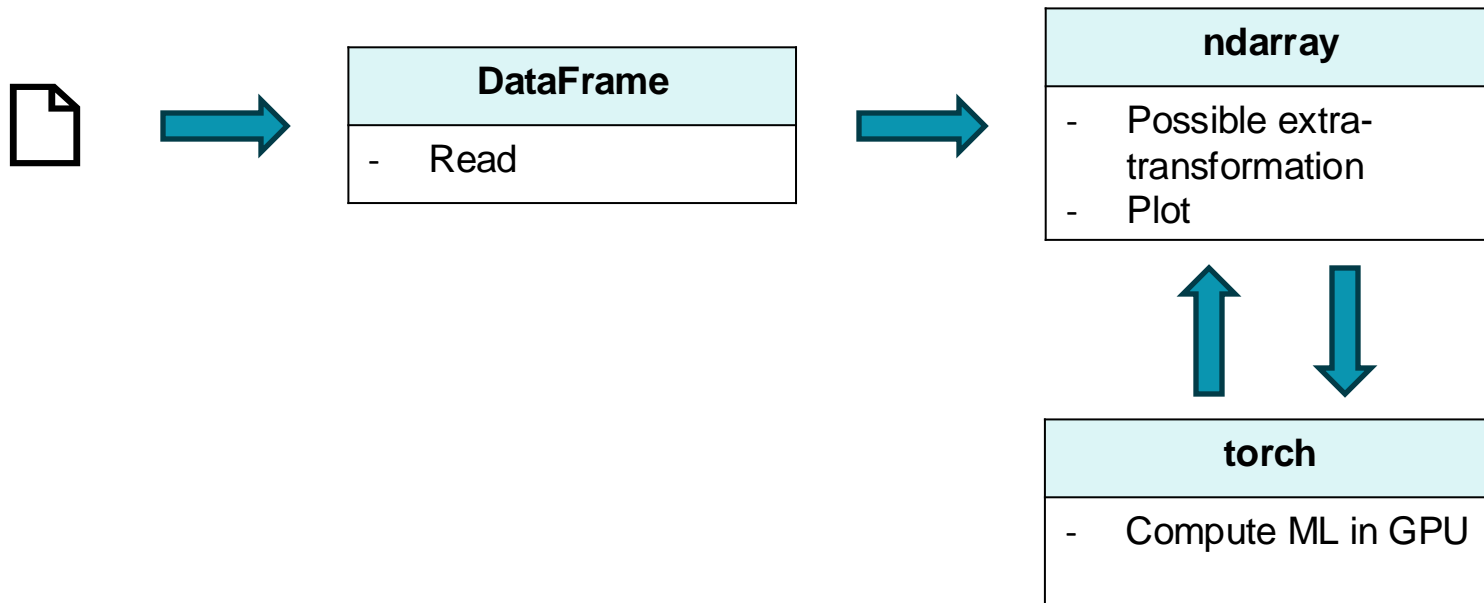 DataFrame
- Read
ndarray
- Possible extra-
transformation
- Plot
torch
- Compute ML in GPU